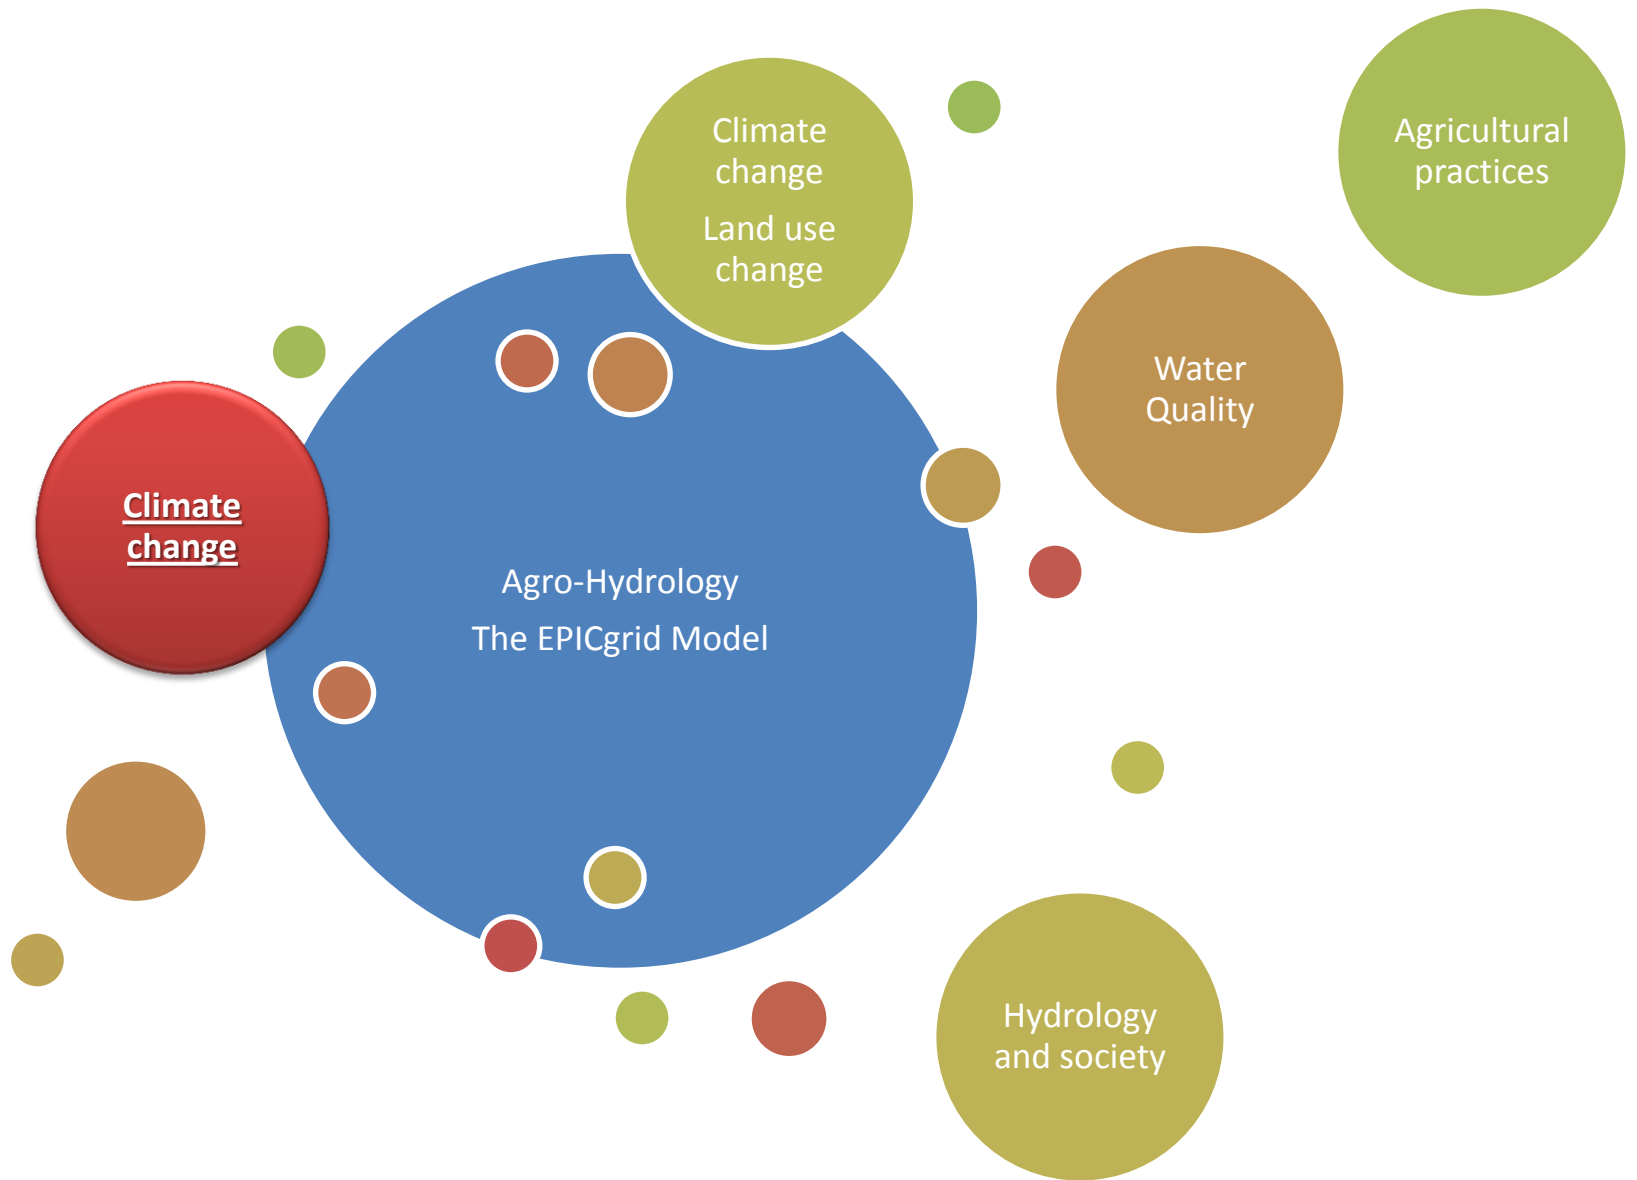 Climate
change
Land use
change
Agricultural
practices
Water
Quality
Climate
change
Agro-Hydrology
The EPICgrid Model
Hydrology
and society